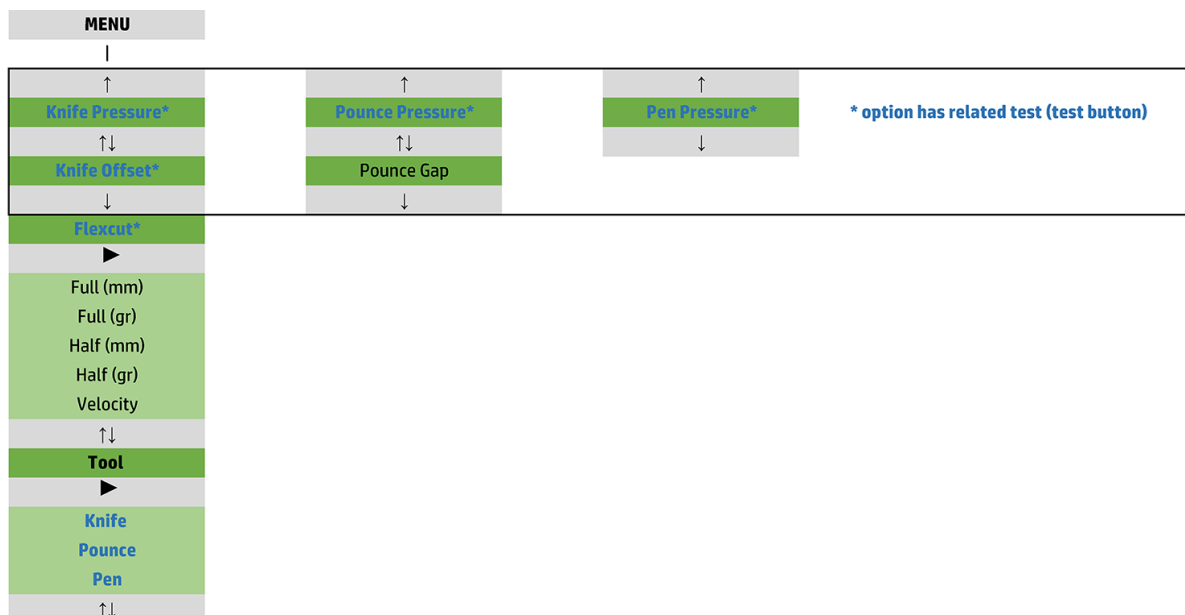 MENU
|
↑ ↑ ↑
Knife Pressure* Pounce Pressure* Pen Pressure* * option has related test (test button)
↑↓ ↑↓ ↓
Knife Offset* Pounce Gap
↓ ↓
Flexcut*
►
Full (mm)
Full (gr)
Half (mm)
Half (gr)
Velocity
↑↓
Tool
►
Knife
Pounce
Pen
↑↓